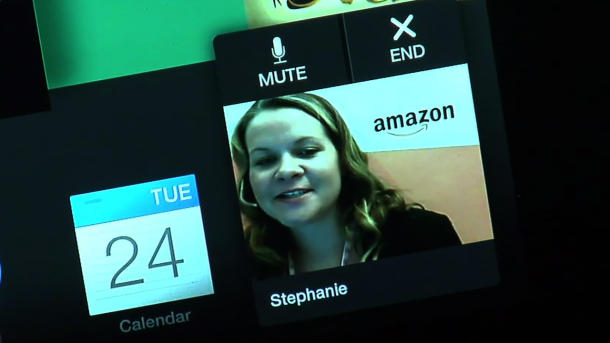 MUTE
END
amazon
TUE
24
Calendar
Stephanie